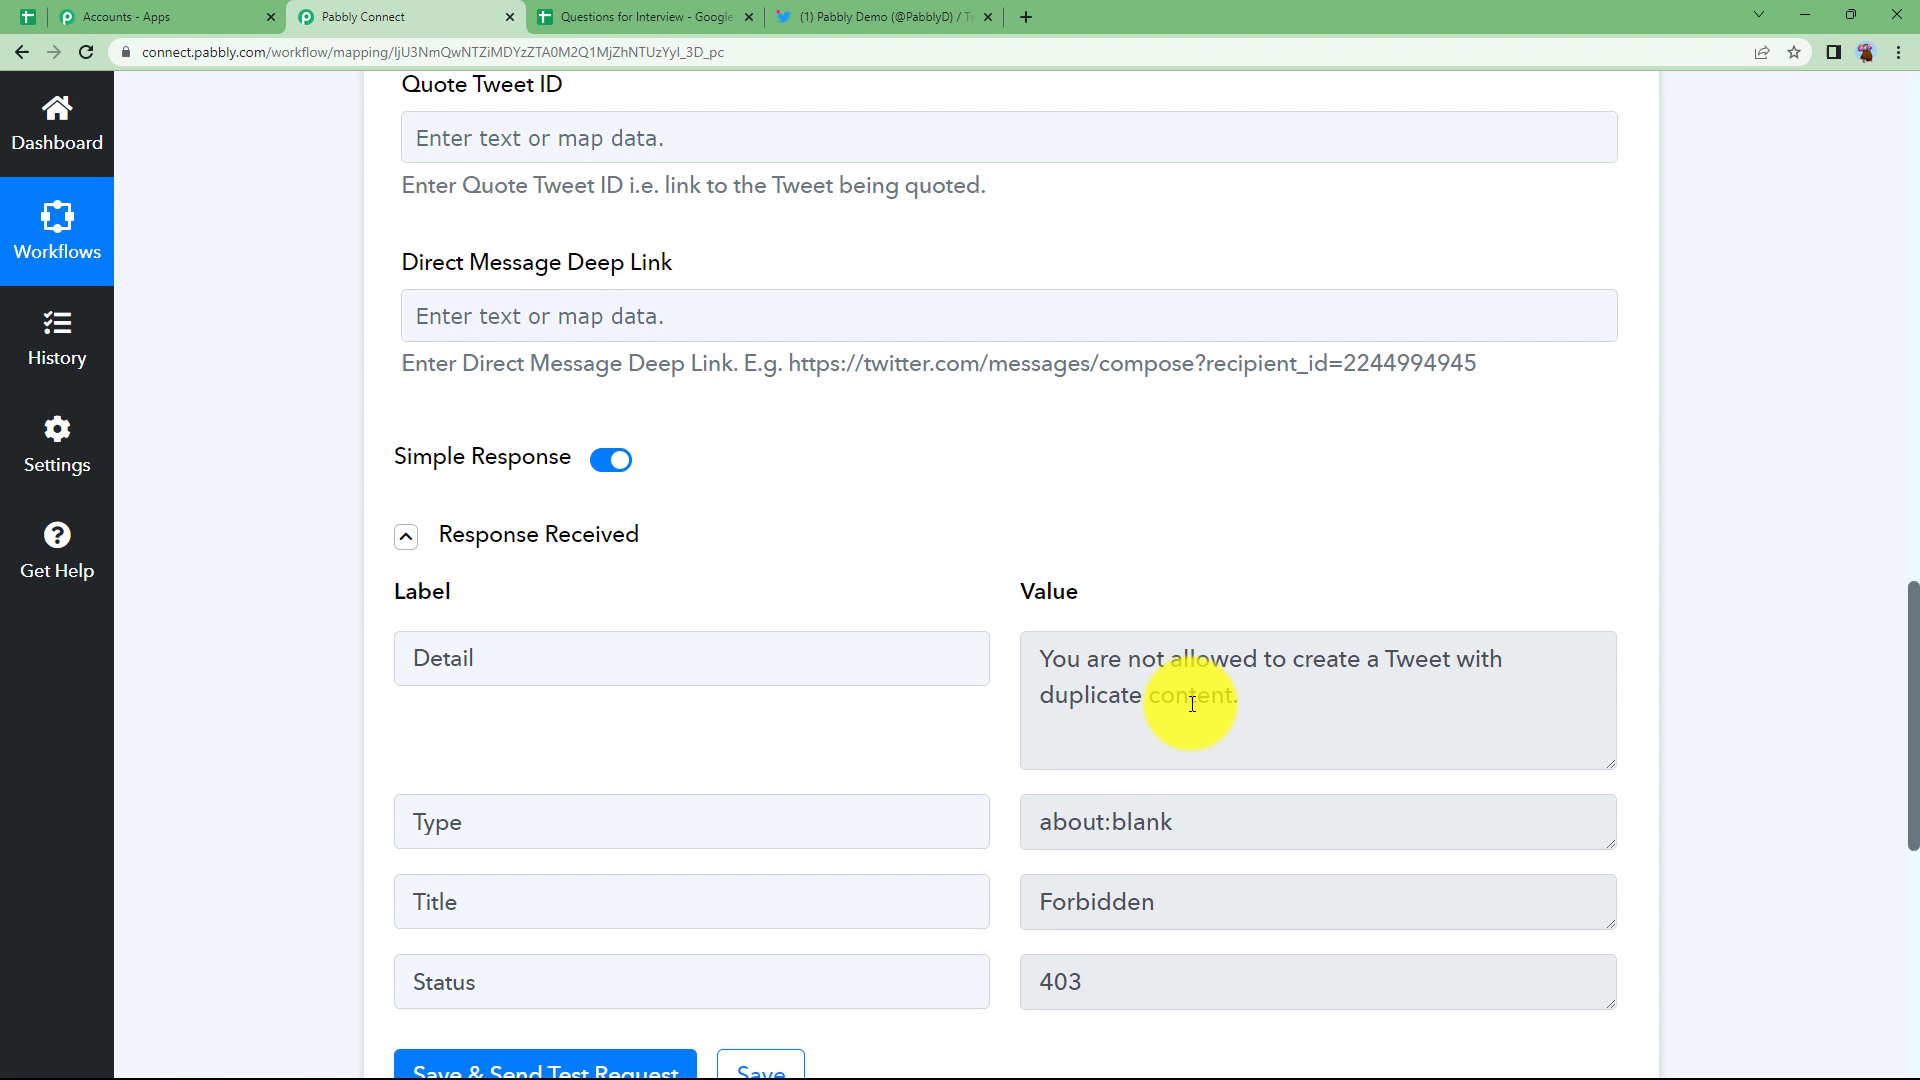 Accounts - Apps
Pabbly Connect
Questions for Interview - Google
(1) Pabbly Demo (@PabblyD) / Tw
connect.pabbly.com/workflow/mapping/IjU3NmQwNTZiMDYzZTA0M2Q1MjZhNTUzYyI_3D_pc
Dashboard
Workflows
History
Settings
Get Help
Quote Tweet ID
Enter text or map data.
Enter Quote Tweet ID i.e. link to the Tweet being quoted.
Direct Message Deep Link
Enter text or map data.
Enter Direct Message Deep Link. E.g. https://twitter.com/messages/compose?recipient_id=2244994945
Simple Response
Response Received
Label
Value
Detail
You are not allowed to create a Tweet with
duplicate content.
Type
about:blank
Title
Forbidden
Status
403
Save & Send Test Request
Save